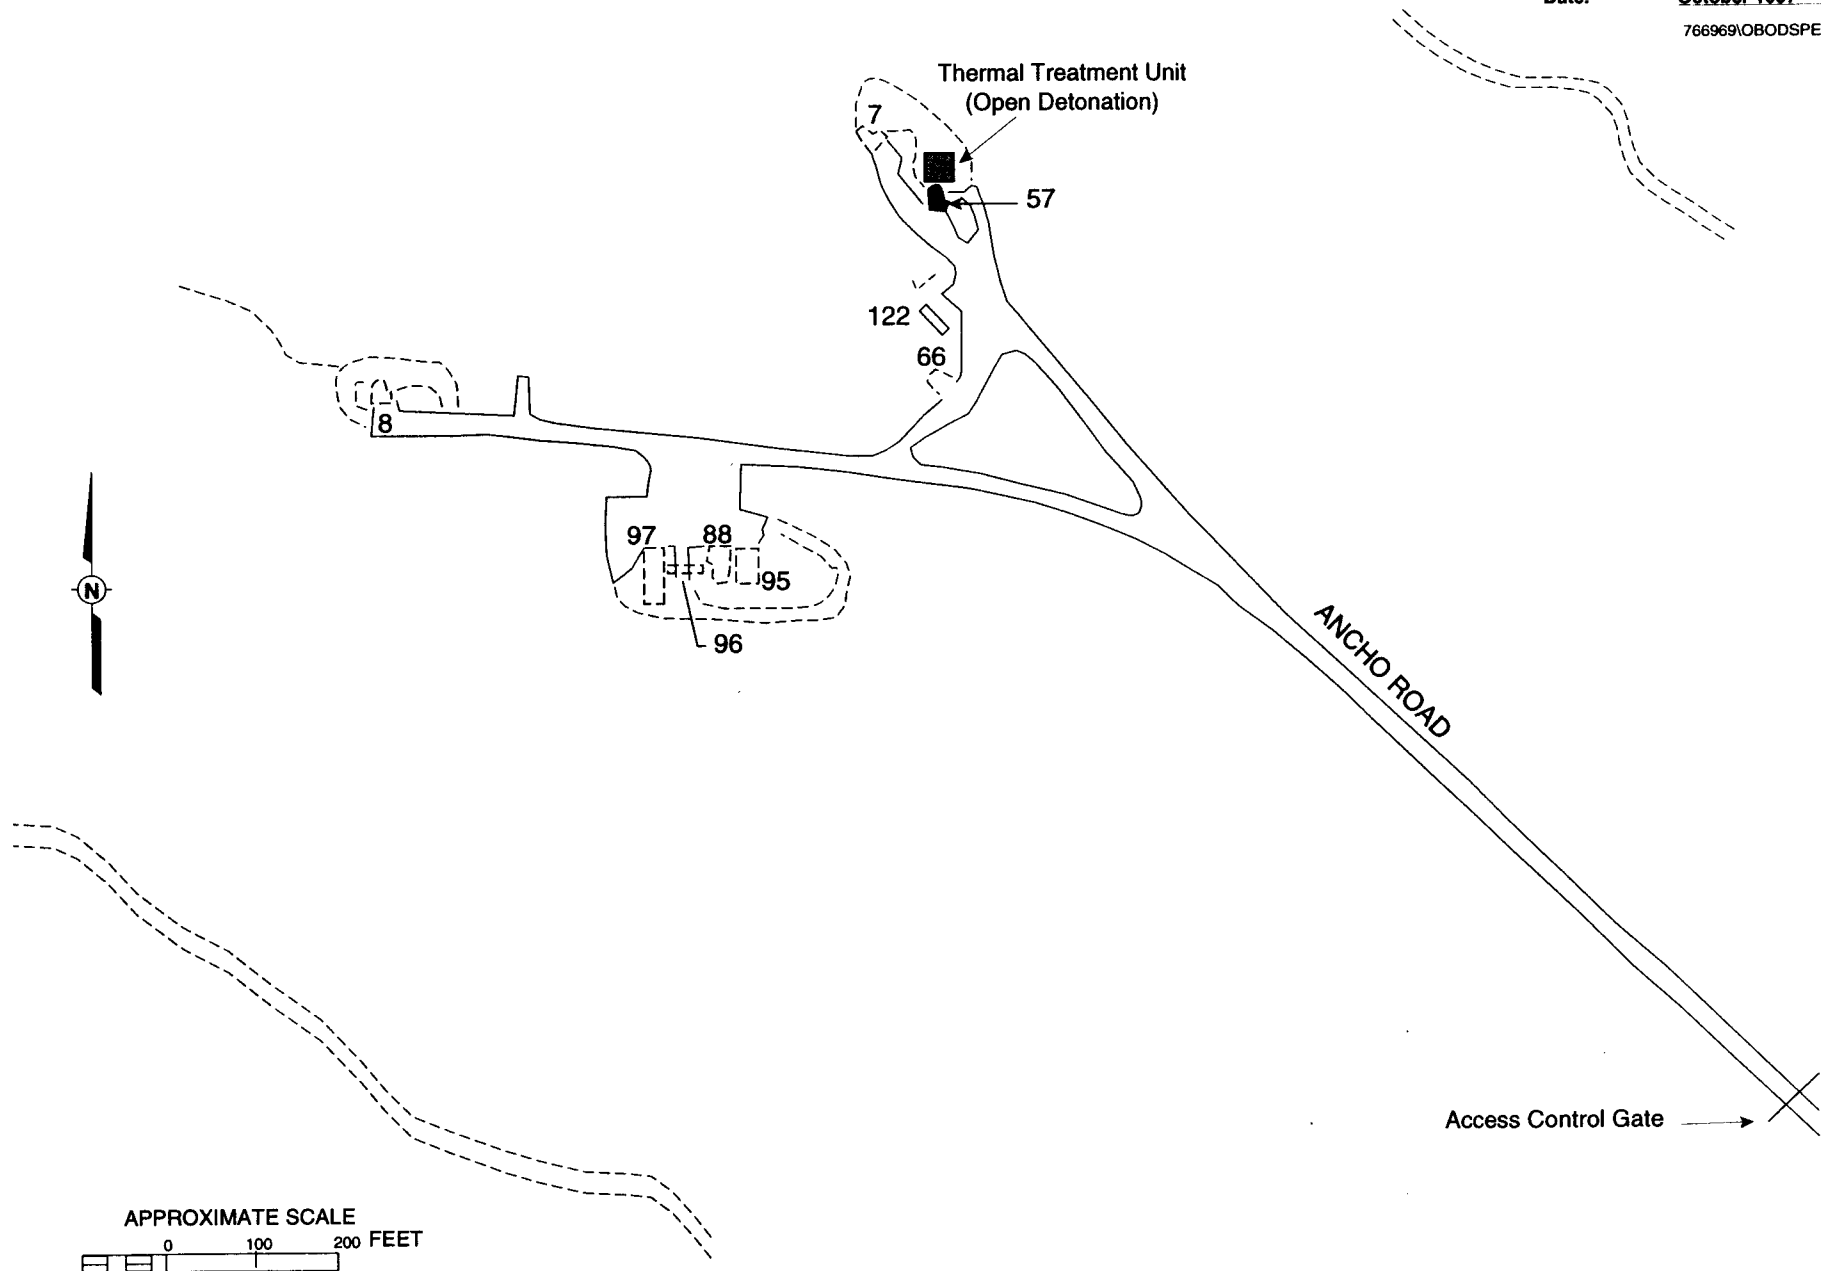 766969\OBODSPE
Thermal Treatment Unit
(Open Detonation)
7
57
122
66
8
97
88
95
96
N
ANCHO ROAD
Access Control Gate
APPROXIMATE SCALE
0 100 200 FEET